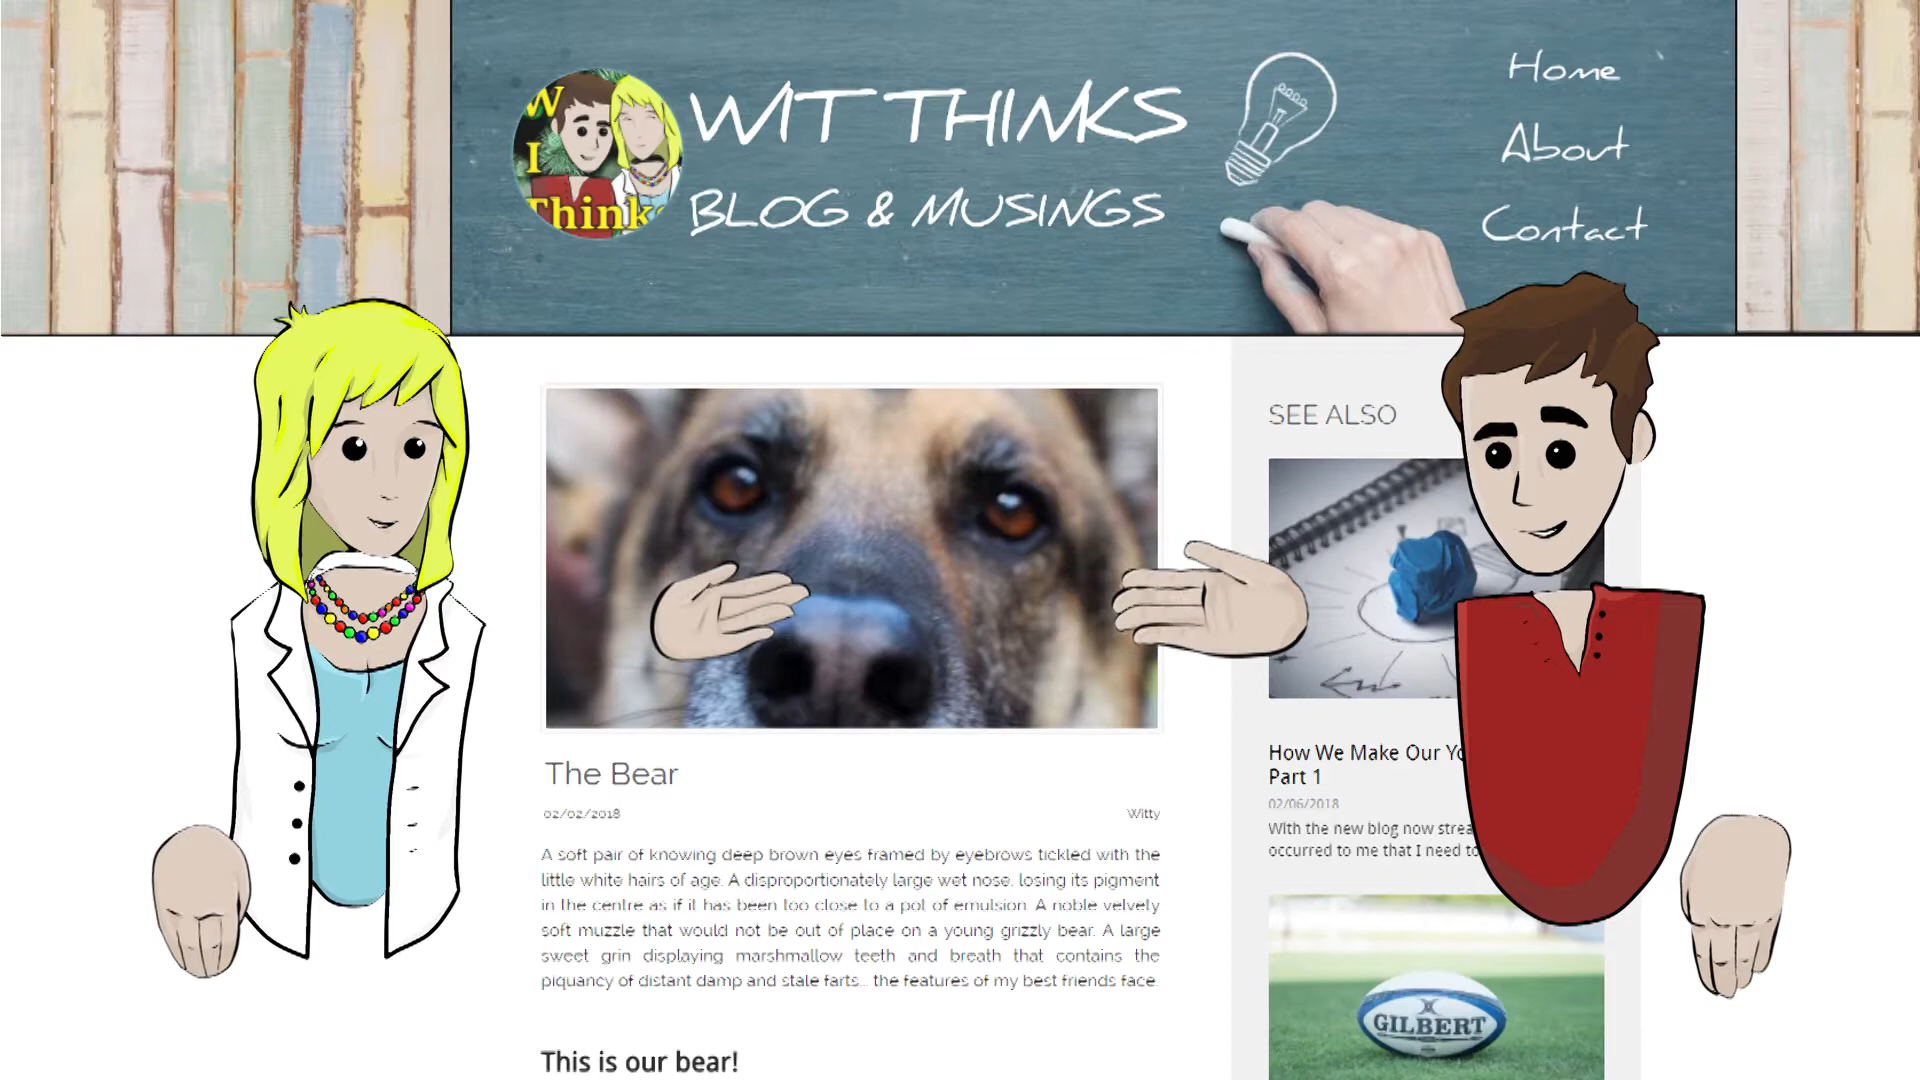 W
I
Think
WIT THINKS
BLOG & MUSINGS
Home
About
Contact
SEE ALSO
The Bear
02/02/2018
Witty
A soft pair of knowing deep brown eyes framed by eyebrows tickled with the
little white hairs of age. A disproportionately large wet nose, losing its pigment
in the centre as if it has been too close to a pot of emulsion. A noble velvety
soft muzzle that would not be out of place on a young grizzly bear. A large
sweet grin displaying marshmallow teeth and breath that contains the
piquancy of distant damp and stale farts... the features of my best friends face.
This is our bear!
How We Make Our
Part 1
02/06/2018
With the new blog now
occurred to me that I need to
GILBERT